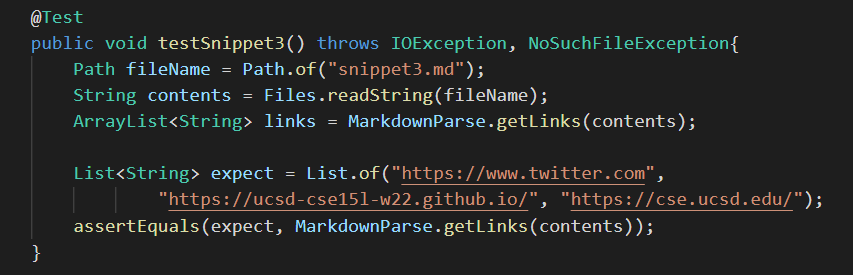 @Test
public void testSnippet3() throws IOException, NoSuchFileException{
    Path fileName = Path.of("snippet3.md");
    String contents = Files.readString(fileName);
    ArrayList<String> links = MarkdownParse.getLinks(contents);

    List<String> expect = List.of("https://www.twitter.com",
            "https://ucsd-cse15l-w22.github.io/", "https://cse.ucsd.edu/");
    assertEquals(expect, MarkdownParse.getLinks(contents));
}